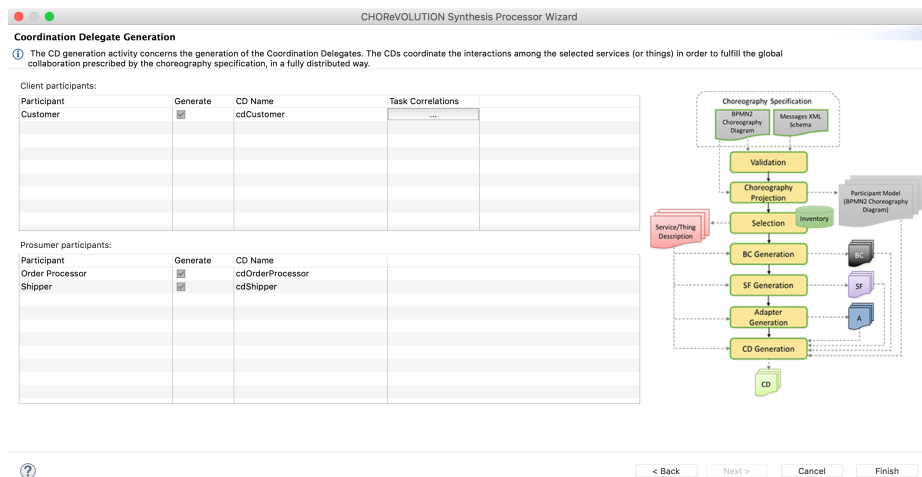 CHOReVOLUTION Synthesis Processor Wizard
Coordination Delegate Generation
The CD generation activity concerns the generation of the Coordination Delegates. The CDs coordinate the interactions among the selected services (or things) in order to fulfill the global
collaboration prescribed by the choreography specification, in a fully distributed way.
Client participants:
Participant Generate CD Name Task Correlations
Customer cdCustomer ...
Prosumer participants:
Participant Generate CD Name
Order Processor cdOrderProcessor
Shipper cdShipper
Choreography Specification
BPMN2
Choreography
Diagram
Messages XML
Schema
Validation
Choreography
Projection
Participant Model
(BPMN2 Choreography
Diagram)
Selection
Inventory
Service/Thing
Description
BC Generation
BC
SF Generation
SF
Adapter
Generation
A
CD Generation
CD
?
< Back Next > Cancel Finish